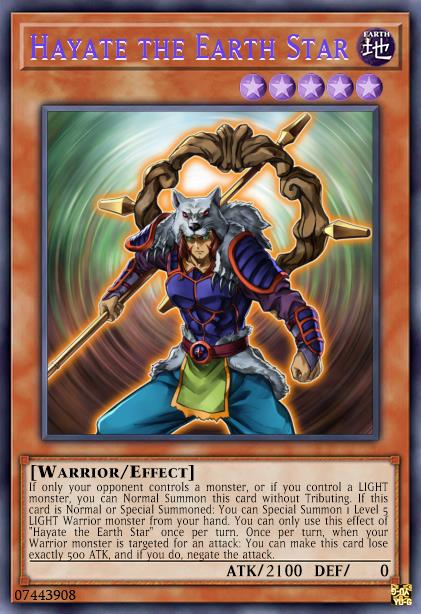 HAYATE THE EARTH STAR
EARTH
地
[WARRIOR/EFFECT]
If only your opponent controls a monster, or if you control a LIGHT
monster, you can Normal Summon this card without Tributing. If this
card is Normal or Special Summoned: You can Special Summon 1 Level 5
LIGHT Warrior monster from your hand. You can only use this effect of
"Hayate the Earth Star" once per turn. Once per turn, when your
Warrior monster is targeted for an attack: You can make this card lose
exactly 500 ATK, and if you do, negate the attack.
ATK/2100 DEF/ 0
07443908